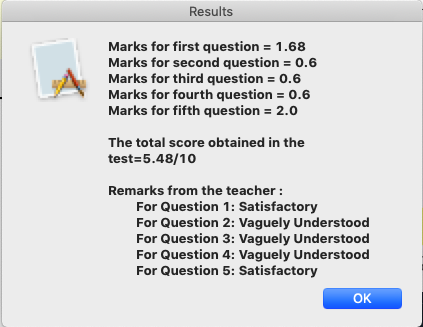 Results
Marks for first question = 1.68
Marks for second question = 0.6
Marks for third question = 0.6
Marks for fourth question = 0.6
Marks for fifth question = 2.0
The total score obtained in the
test=5.48/10
Remarks from the teacher :
For Question 1: Satisfactory
For Question 2: Vaguely Understood
For Question 3: Vaguely Understood
For Question 4: Vaguely Understood
For Question 5: Satisfactory
OK